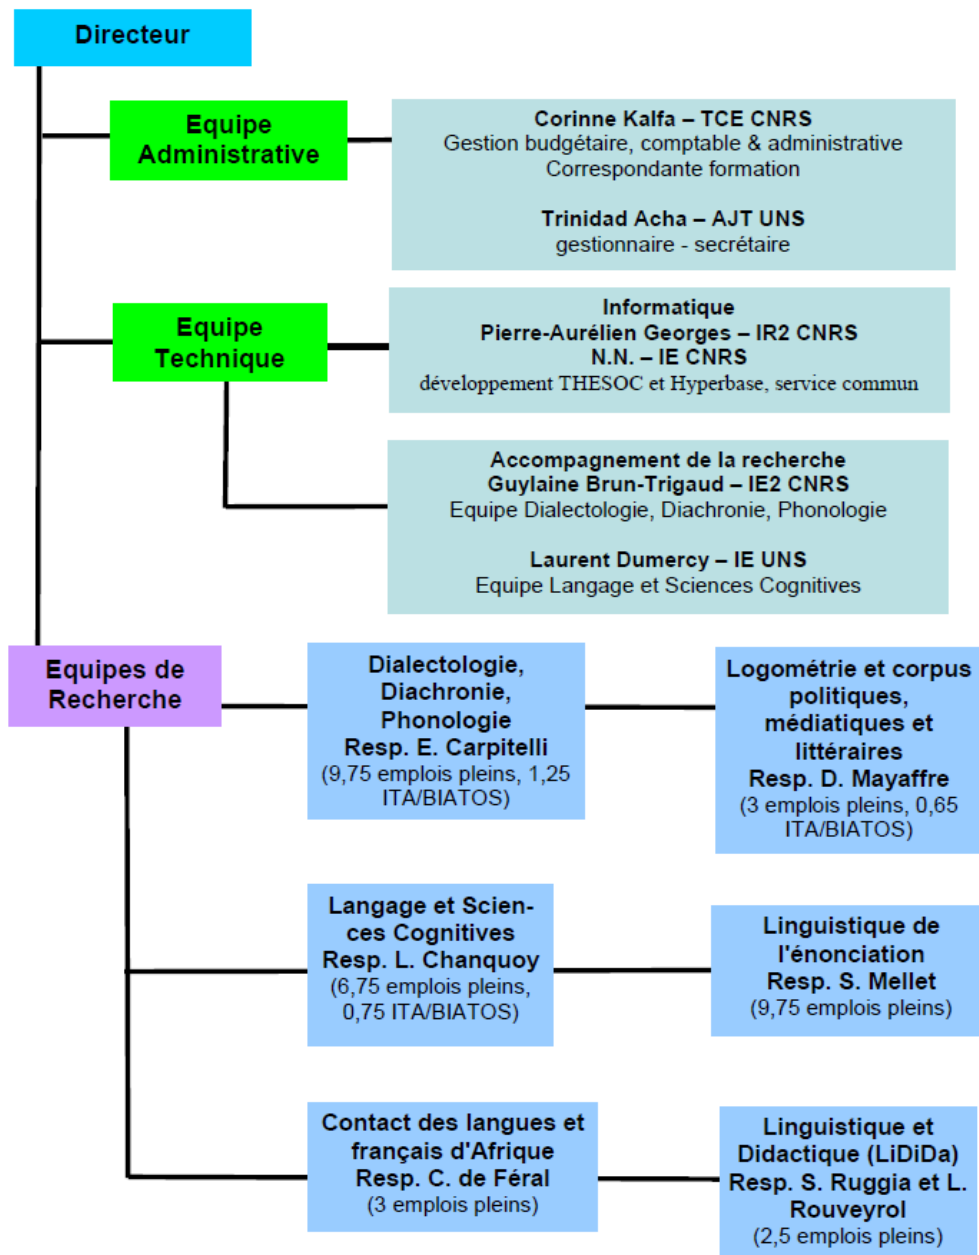 Directeur
Equipe
Administrative
Corinne Kalfa – TCE CNRS
Gestion budgétaire, comptable & administrative
Correspondante formation
Trinidad Acha – AJT UNS
gestionnaire - secrétaire
Equipe
Technique
Informatique
Pierre-Aurélien Georges – IR2 CNRS
N.N. – IE CNRS
développement THESOC et Hyperbase, service commun
Accompagnement de la recherche
Guylaine Brun-Trigaud – IE2 CNRS
Equipe Dialectologie, Diachronie, Phonologie
Laurent Dumercy – IE UNS
Equipe Langage et Sciences Cognitives
Equipes de
Recherche
Dialectologie,
Diachronie,
Phonologie
Resp. E. Carpitelli
(9,75 emplois pleins, 1,25
ITA/BIATOS)
Logométrie et corpus
politiques,
médiatiques et
littéraires
Resp. D. Mayaffre
(3 emplois pleins, 0,65
ITA/BIATOS)
Langage et Scien-
ces Cognitives
Resp. L. Chanquoy
(6,75 emplois pleins,
0,75 ITA/BIATOS)
Linguistique de
l'énonciation
Resp. S. Mellet
(9,75 emplois pleins)
Contact des langues et
français d'Afrique
Resp. C. de Féral
(3 emplois pleins)
Linguistique et
Didactique (LiDiDa)
Resp. S. Ruggia et L.
Rouveyrol
(2,5 emplois pleins)